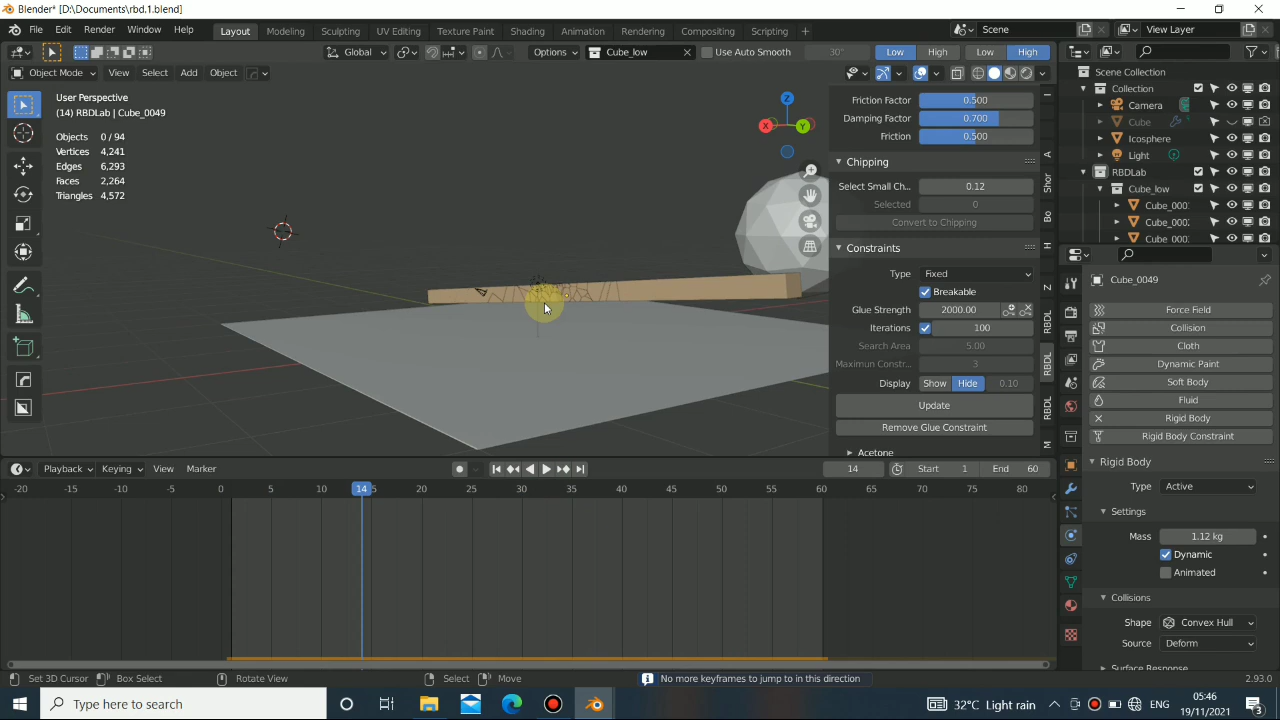 Blender* [D:\Documents\rbd.1.blend]
File Edit Render Window Help Layout Modeling Sculpting UV Editing Texture Paint Shading Animation Rendering Compositing Scripting Scene View Layer
Global Options Cube_low Use Auto Smooth 30° Low High Low High
Object Mode View Select Add Object
User Perspective
(14) RBDLab | Cube_0049
Objects 0 / 94
Vertices 4,241
Edges 6,293
Faces 2,264
Triangles 4,572
Z
X
Y
Friction Factor 0.500
Damping Factor 0.700
Friction 0.500
Chipping
Select Small Ch... 0.12
Selected 0
Convert to Chipping
Constraints
Type Fixed
Breakable
Glue Strength 2000.00
Iterations 100
Search Area 5.00
Maximun Constr... 3
Display Show Hide 0.10
Update
Remove Glue Constraint
Acetone
I
A
Shor
Bo
H
Z
RBDL
RBDL
RBDL
M
Scene Collection
Collection
Camera
Cube
Icosphere
Light
RBDLab
Cube_low
Cube_000
Cube_000
Cube_000
Cube_0049
Force Field
Collision
Cloth
Dynamic Paint
Soft Body
Fluid
Rigid Body
Rigid Body Constraint
Rigid Body
Type Active
Settings
Mass 1.12 kg
Dynamic
Animated
Collisions
Shape Convex Hull
Source Deform
Playback Keying View Marker 14 Start 1 End 60
-20 -15 -10 -5 0 5 10 14 5 20 25 30 35 40 45 50 55 60 65 70 75 80
Set 3D Cursor Box Select Rotate View Select Move No more keyframes to jump to in this direction 2.93.0
Type here to search 32°C Light rain 05:46
19/11/2021
3